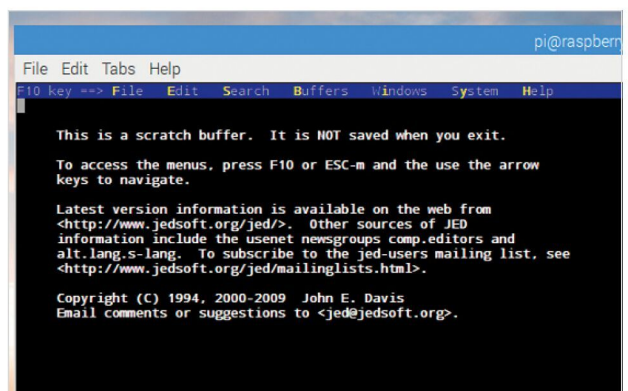 pi@raspberry
File Edit Tabs Help
F10 key ==> File Edit Search Buffers Windows System Help
This is a scratch buffer. It is NOT saved when you exit.
To access the menus, press F10 or ESC-m and the use the arrow
keys to navigate.
Latest version information is available on the web from
<http://www.jedsoft.org/jed/>. Other sources of JED
information include the usenet newsgroups comp.editors and
alt.lang.s-lang. To subscribe to the jed-users mailing list, see
<http://www.jedsoft.org/jed/mailinglists.html>.
Copyright (C) 1994, 2000-2009 John E. Davis
Email comments or suggestions to <jed@jedsoft.org>.